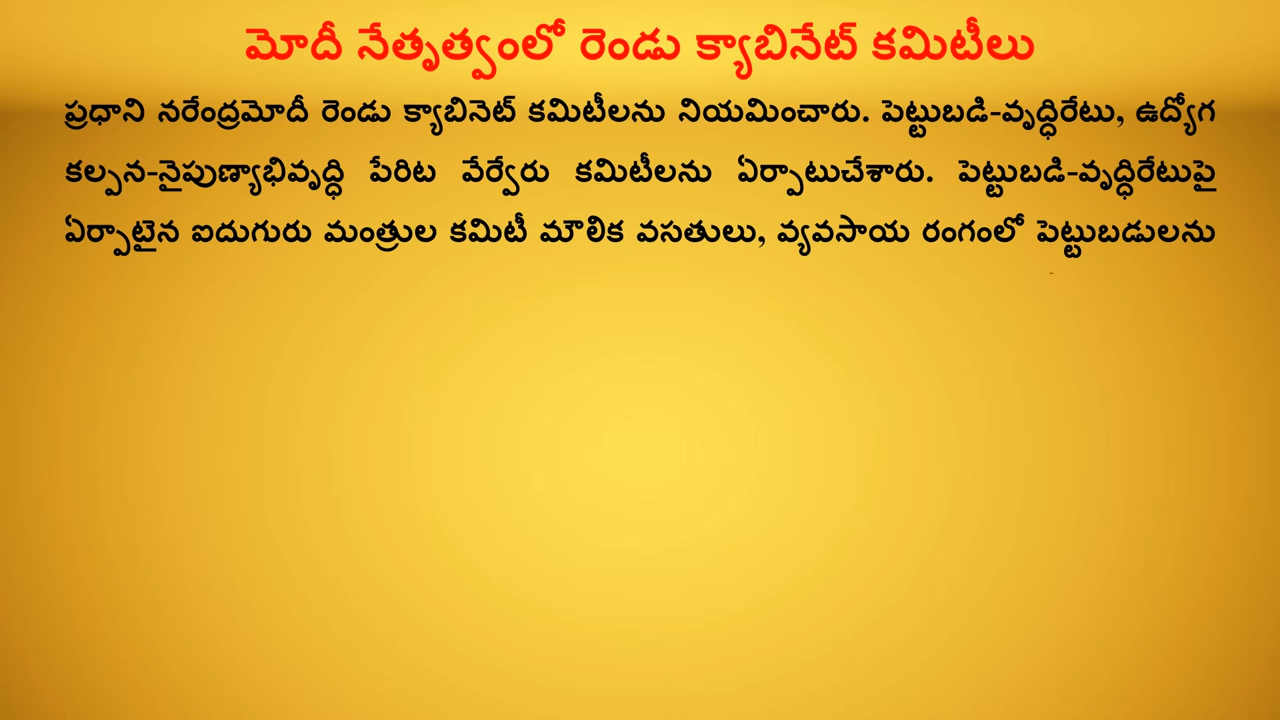 మోదీ నేతృత్వంలో రెండు క్యాబినేట్ కమిటీలు
ప్రధాని నరేంద్రమోదీ రెండు క్యాబినెట్ కమిటీలను నియమించారు. పెట్టుబడి-వృద్ధిరేటు, ఉద్యోగ
కల్పన-నైపుణ్యాభివృద్ధి పేరిట వేర్వేరు కమిటీలను ఏర్పాటుచేశారు. పెట్టుబడి-వృద్ధిరేటుపై
ఏర్పాటైన ఐదుగురు మంత్రుల కమిటీ మౌలిక వసతులు, వ్యవసాయ రంగంలో పెట్టుబడులను